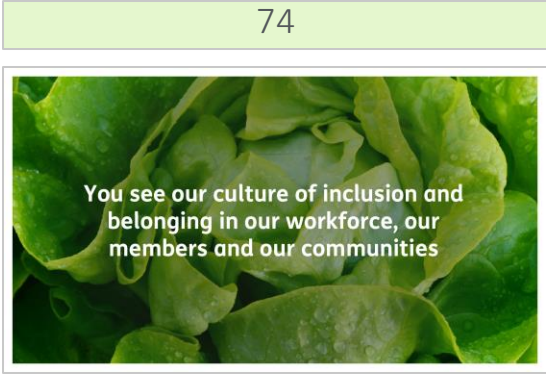 74
You see our culture of inclusion and
belonging in our workforce, our
members and our communities